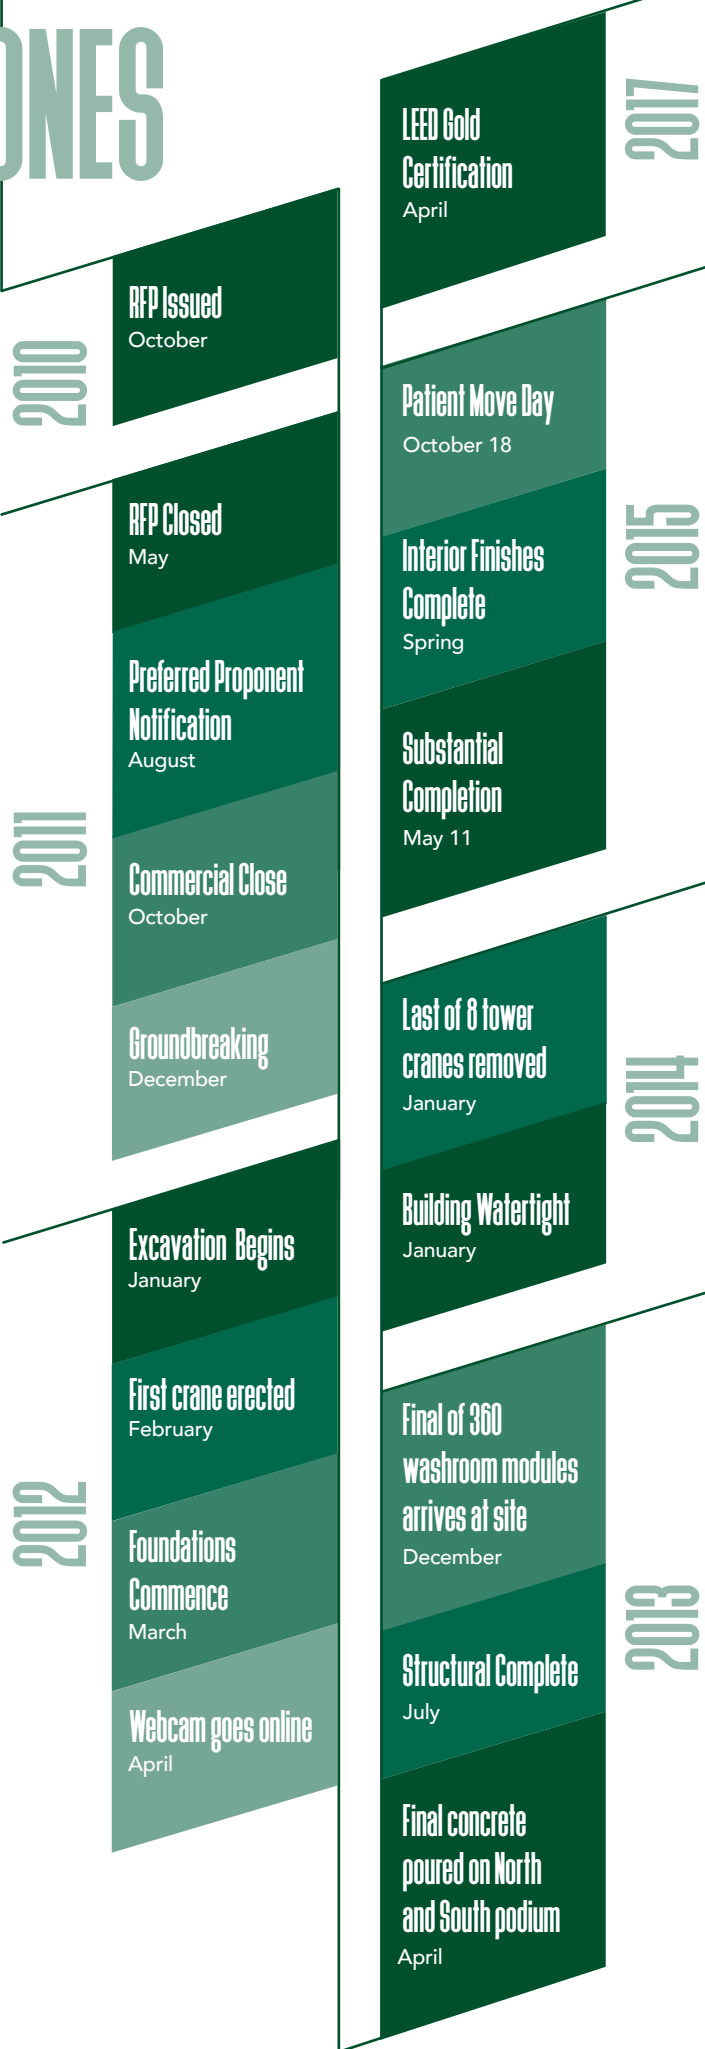 ONES
2010
RFP Issued
October
2011
RFP Closed
May
Preferred Proponent
Notification
August
Commercial Close
October
Groundbreaking
December
2012
Excavation Begins
January
First crane erected
February
Foundations
Commence
March
Webcam goes online
April
2017
LEED Gold
Certification
April
2015
Patient Move Day
October 18
Interior Finishes
Complete
Spring
Substantial
Completion
May 11
2014
Last of 8 tower
cranes removed
January
Building Watertight
January
2013
Final of 360
washroom modules
arrives at site
December
Structural Complete
July
Final concrete
poured on North
and South podium
April